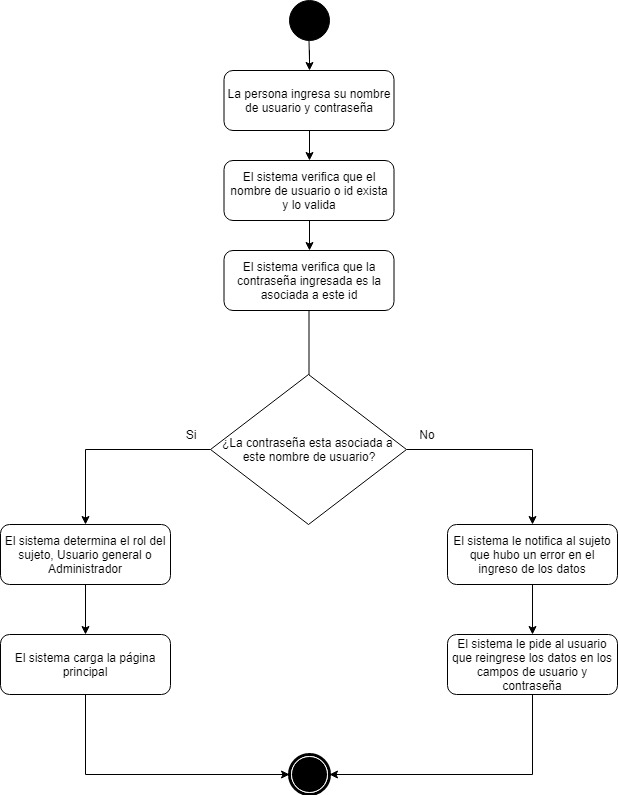 La persona ingresa su nombre
de usuario y contraseña
El sistema verifica que el
nombre de usuario o id exista
y lo valida
El sistema verifica que la
contraseña ingresada es la
asociada a este id
Si
No
¿La contraseña esta asociada a
este nombre de usuario?
El sistema determina el rol del
sujeto, Usuario general o
Administrador
El sistema le notifica al sujeto
que hubo un error en el
ingreso de los datos
El sistema carga la página
principal
El sistema le pide al usuario
que reingrese los datos en los
campos de usuario y
contraseña